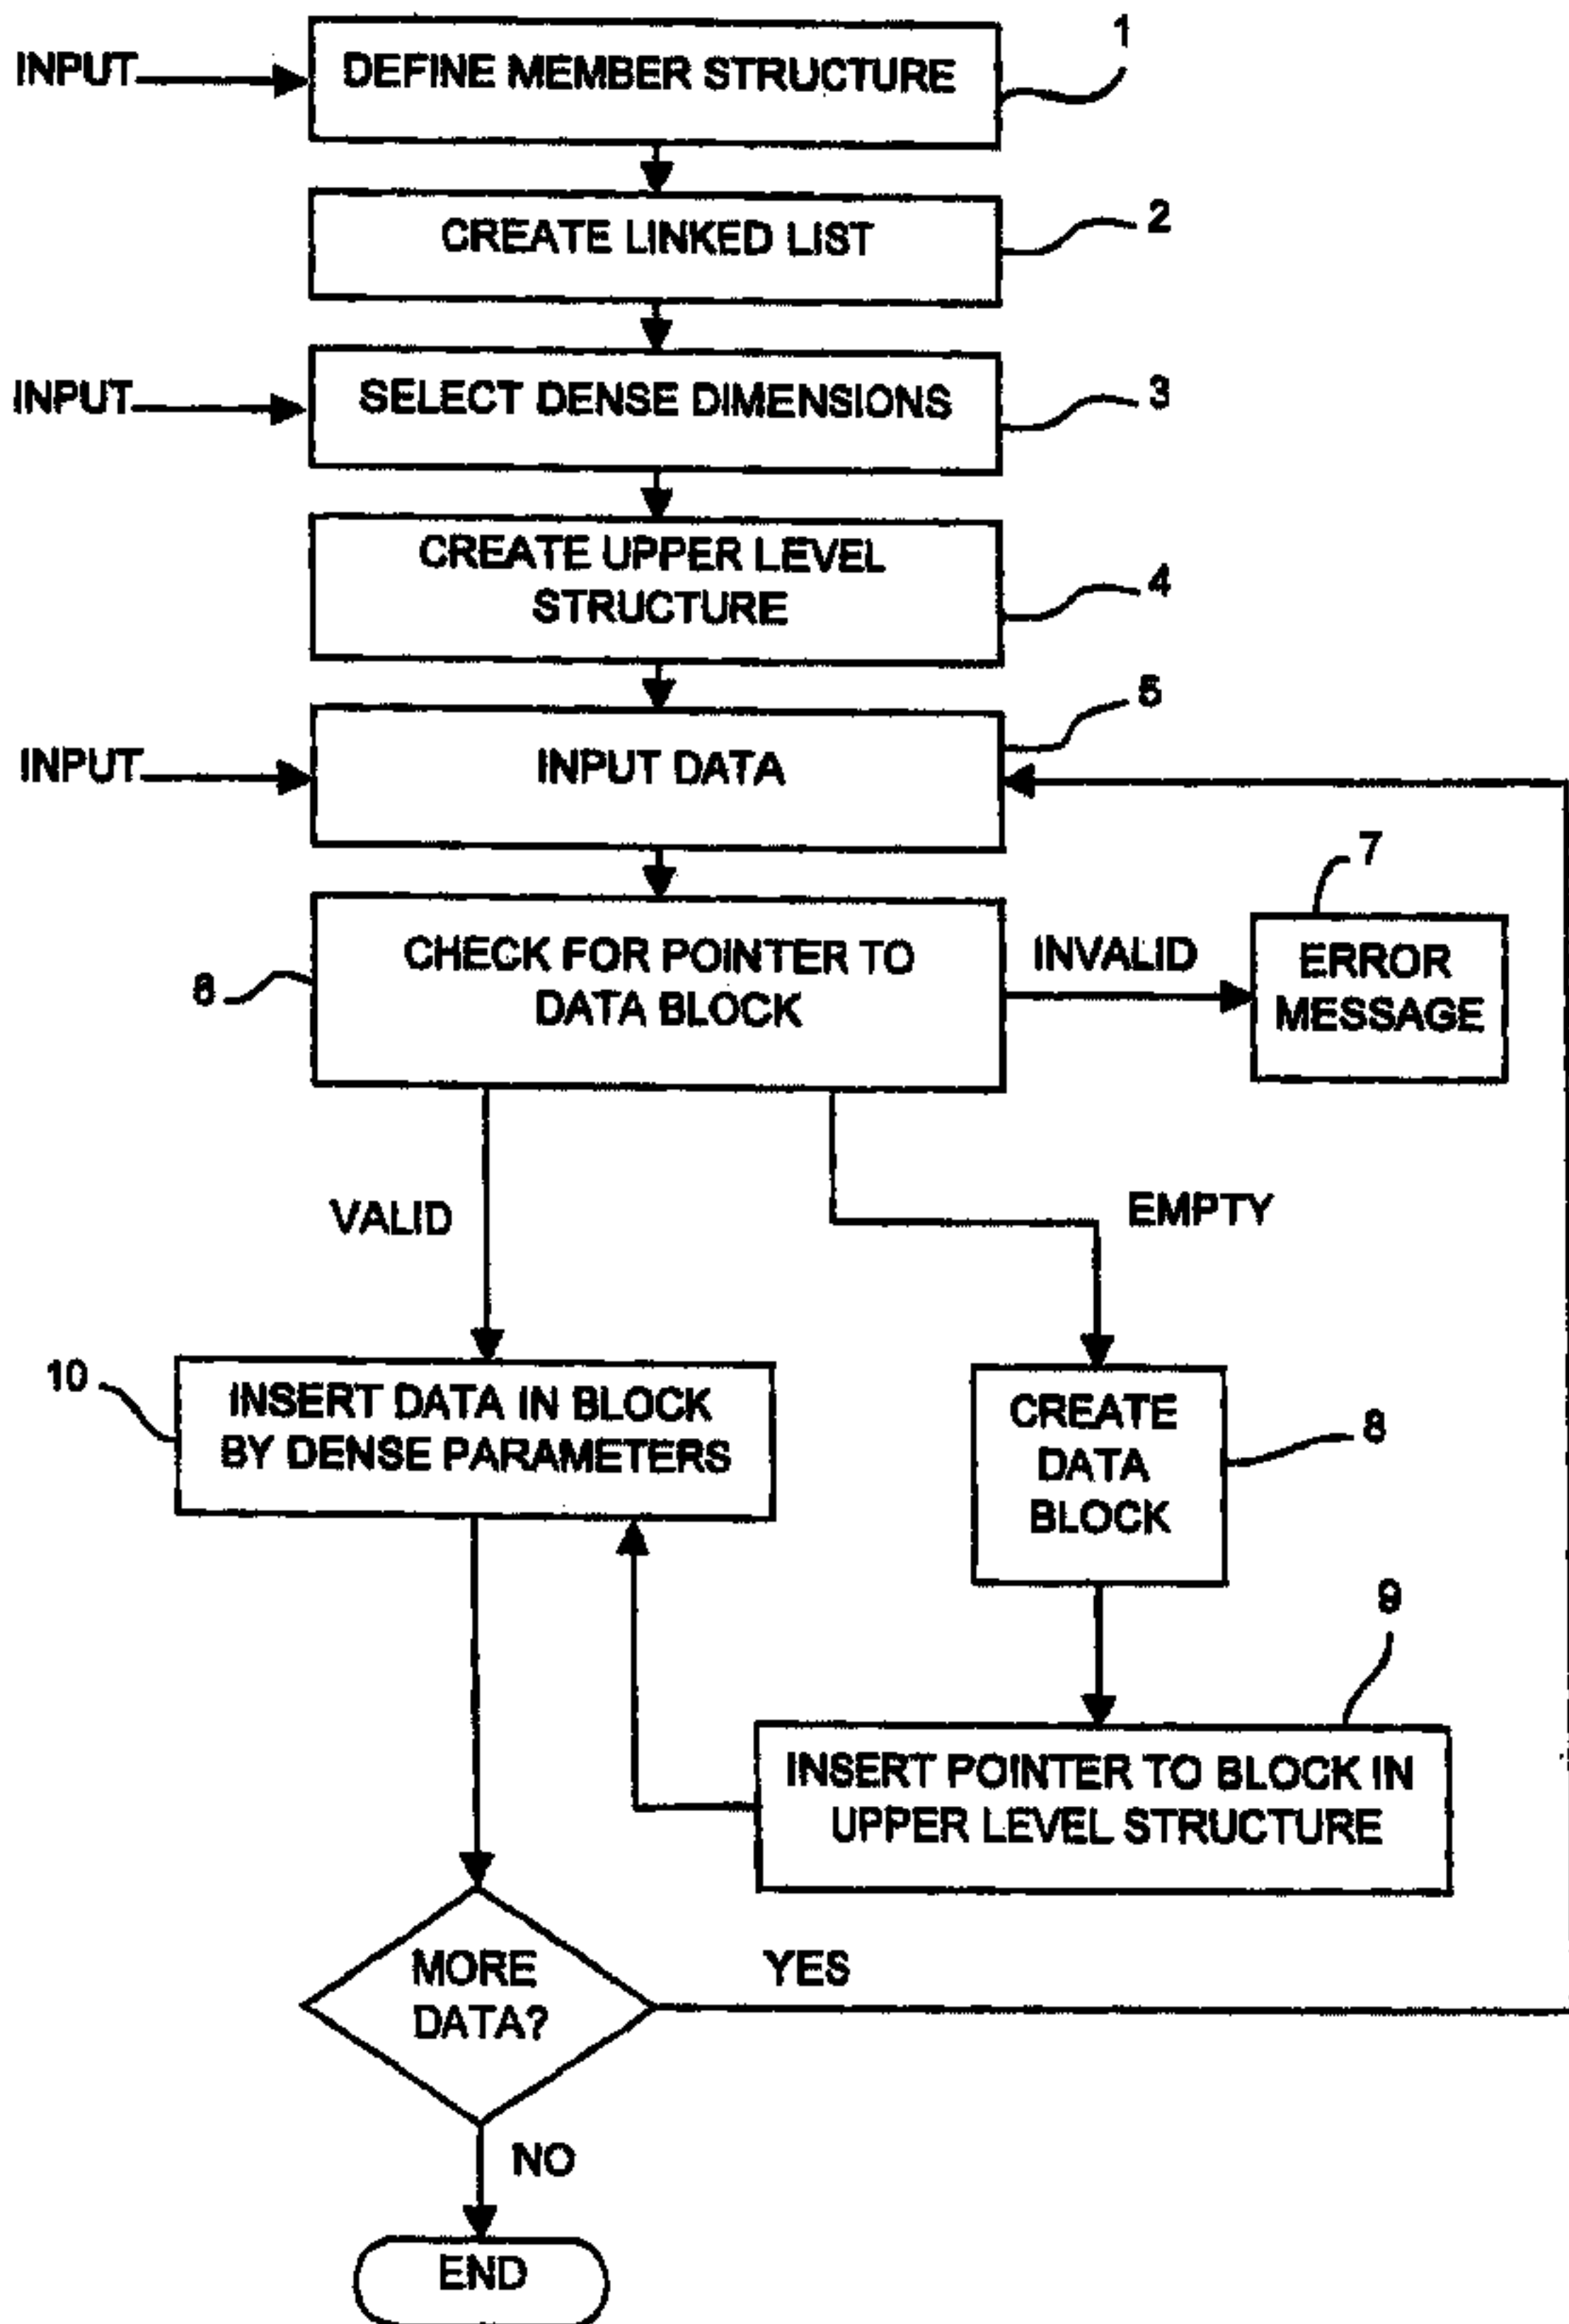 1
INPUT
DEFINE MEMBER STRUCTURE
CREATE LINKED LIST
2
INPUT
SELECT DENSE DIMENSIONS
3
CREATE UPPER LEVEL
STRUCTURE
4
5
INPUT
INPUT DATA
7
6
CHECK FOR POINTER TO
DATA BLOCK
INVALID
ERROR
MESSAGE
VALID
EMPTY
10
INSERT DATA IN BLOCK
BY DENSE PARAMETERS
CREATE
DATA
BLOCK
8
9
INSERT POINTER TO BLOCK IN
UPPER LEVEL STRUCTURE
MORE
DATA?
YES
NO
END